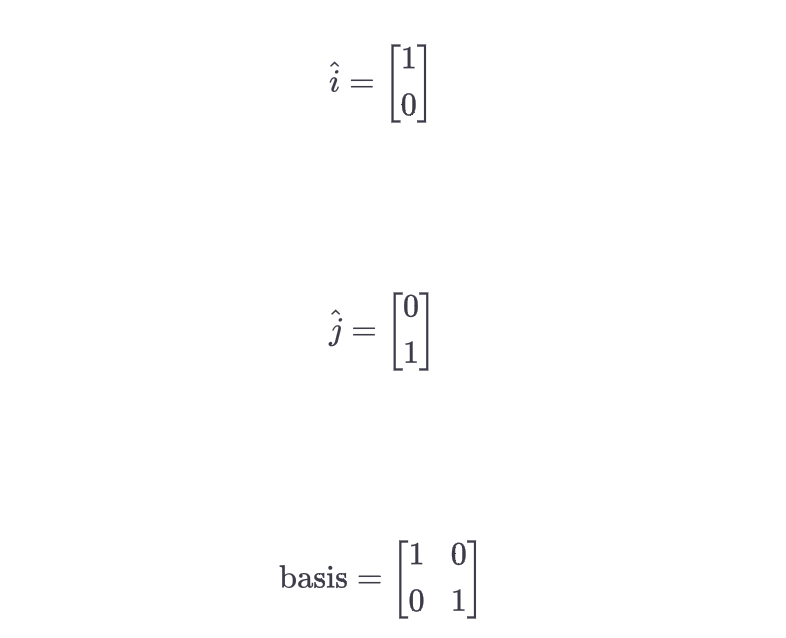 î = [1
0]
ĵ = [0
1]
basis = [1 0
0 1]